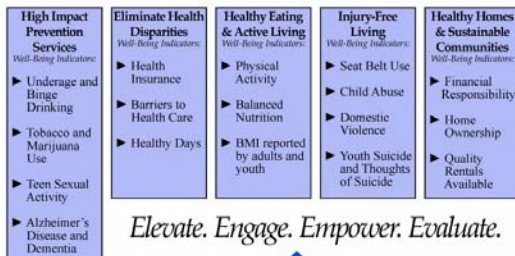 High Impact
Prevention
Services
Well-Being Indicators:
► Underage and
Binge
Drinking
► Tobacco and
Marijuana
Use
► Teen Sexual
Activity
► Alzheimer's
Disease and
Dementia
Eliminate Health
Disparities
Well-Being Indicators:
► Health
Insurance
► Barriers to
Health Care
► Healthy Days
Healthy Eating
& Active Living
Well-Being Indicators:
► Physical
Activity
► Balanced
Nutrition
► BMI reported
by adults and
youth
Injury-Free
Living
Well-Being Indicators:
► Seat Belt Use
► Child Abuse
► Domestic
Violence
► Youth Suicide
and Thoughts
of Suicide
Healthy Homes
& Sustainable
Communities
Well-Being Indicators:
► Financial
Responsibility
► Home
Ownership
► Quality
Rentals
Available
Elevate. Engage. Empower. Evaluate.